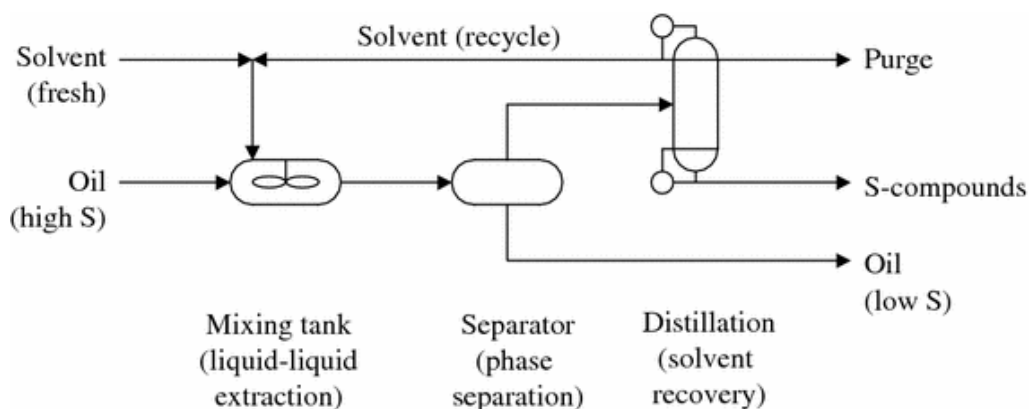 Solvent (recycle)
Solvent
(fresh)
Purge
Oil
(high S)
S-compounds
Oil
(low S)
Mixing tank
(liquid-liquid
extraction)
Separator
(phase
separation)
Distillation
(solvent
recovery)